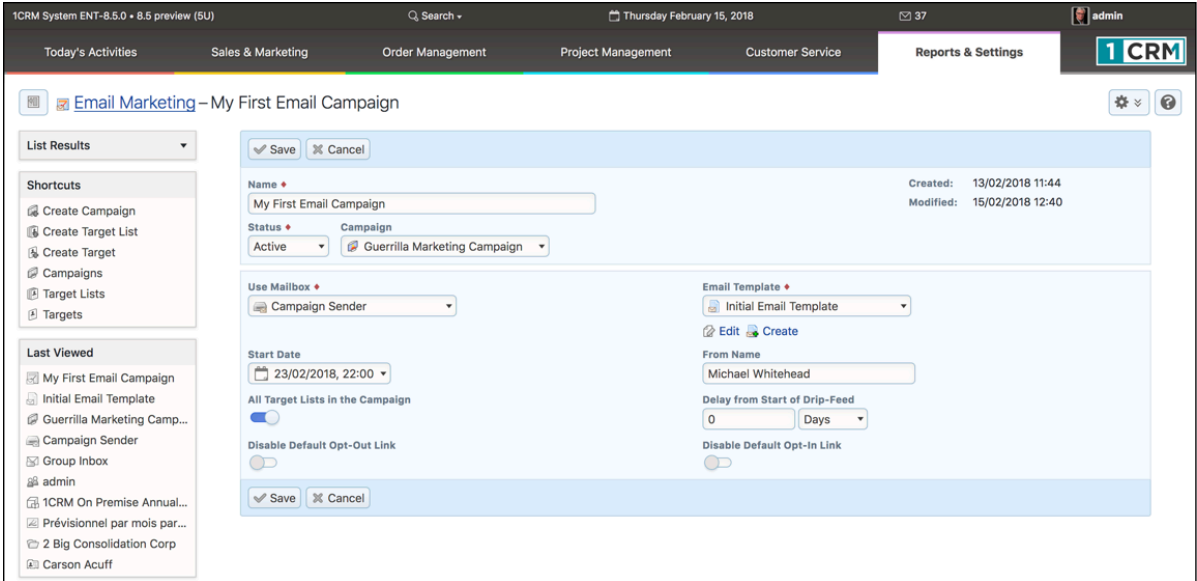 1CRM System ENT-8.5.0 • 8.5 preview (5U) Search Thursday February 15, 2018 37 admin
Today's Activities Sales & Marketing Order Management Project Management Customer Service Reports & Settings 1 CRM
Email Marketing – My First Email Campaign
List Results
Shortcuts
Create Campaign
Create Target List
Create Target
Campaigns
Target Lists
Targets
Last Viewed
My First Email Campaign
Initial Email Template
Guerrilla Marketing Camp...
Campaign Sender
Group Inbox
admin
1CRM On Premise Annual...
Prévisionnel par mois par...
2 Big Consolidation Corp
Carson Acuff
Save Cancel
Name
My First Email Campaign
Created: 13/02/2018 11:44
Modified: 15/02/2018 12:40
Status Campaign
Active Guerrilla Marketing Campaign
Use Mailbox Email Template
Campaign Sender Initial Email Template
Edit Create
Start Date From Name
23/02/2018, 22:00 Michael Whitehead
All Target Lists in the Campaign Delay from Start of Drip-Feed
0 Days
Disable Default Opt-Out Link Disable Default Opt-In Link
Save Cancel